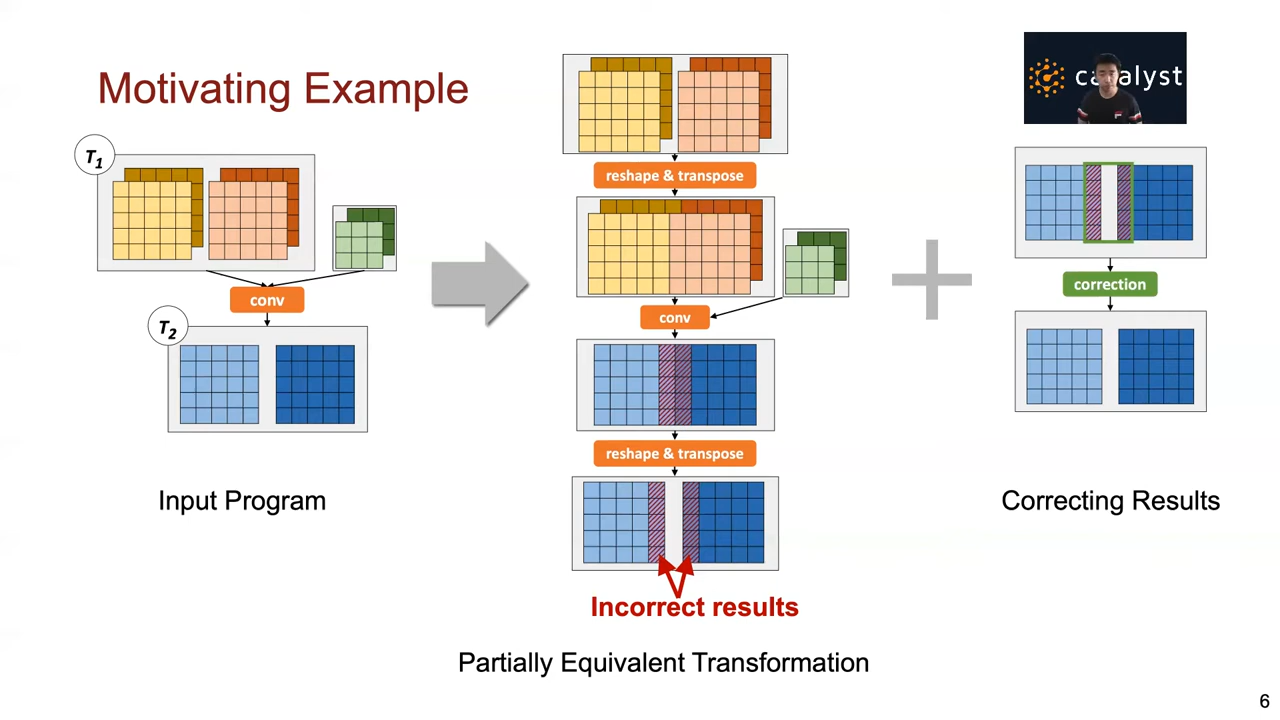 Motivating Example
catalyst
T1
conv
T2
Input Program
reshape & transpose
conv
reshape & transpose
Incorrect results
Partially Equivalent Transformation
correction
Correcting Results
6